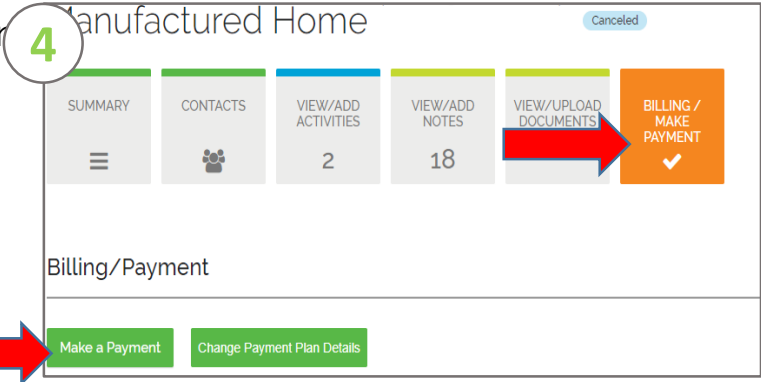 4
Manufactured Home
Canceled
SUMMARY
CONTACTS
VIEW/ADD
ACTIVITIES
2
VIEW/ADD
NOTES
18
VIEW/UPLOAD
DOCUMENTS
BILLING /
MAKE
PAYMENT
Billing/Payment
Make a Payment
Change Payment Plan Details